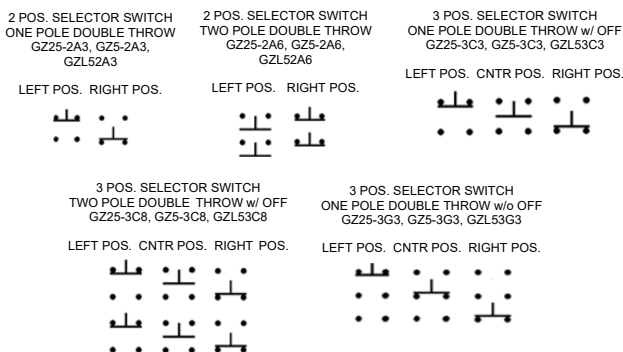 2 POS. SELECTOR SWITCH
ONE POLE DOUBLE THROW
GZ25-2A3, GZ5-2A3,
GZL52A3
LEFT POS. RIGHT POS.
2 POS. SELECTOR SWITCH
TWO POLE DOUBLE THROW
GZ25-2A6, GZ5-2A6,
GZL52A6
LEFT POS. RIGHT POS.
3 POS. SELECTOR SWITCH
ONE POLE DOUBLE THROW w/ OFF
GZ25-3C3, GZ5-3C3, GZL53C3
LEFT POS. CNTR POS. RIGHT POS.
3 POS. SELECTOR SWITCH
TWO POLE DOUBLE THROW w/ OFF
GZ25-3C8, GZ5-3C8, GZL53C8
LEFT POS. CNTR POS. RIGHT POS.
3 POS. SELECTOR SWITCH
ONE POLE DOUBLE THROW w/o OFF
GZ25-3G3, GZ5-3G3, GZL53G3
LEFT POS. CNTR POS. RIGHT POS.